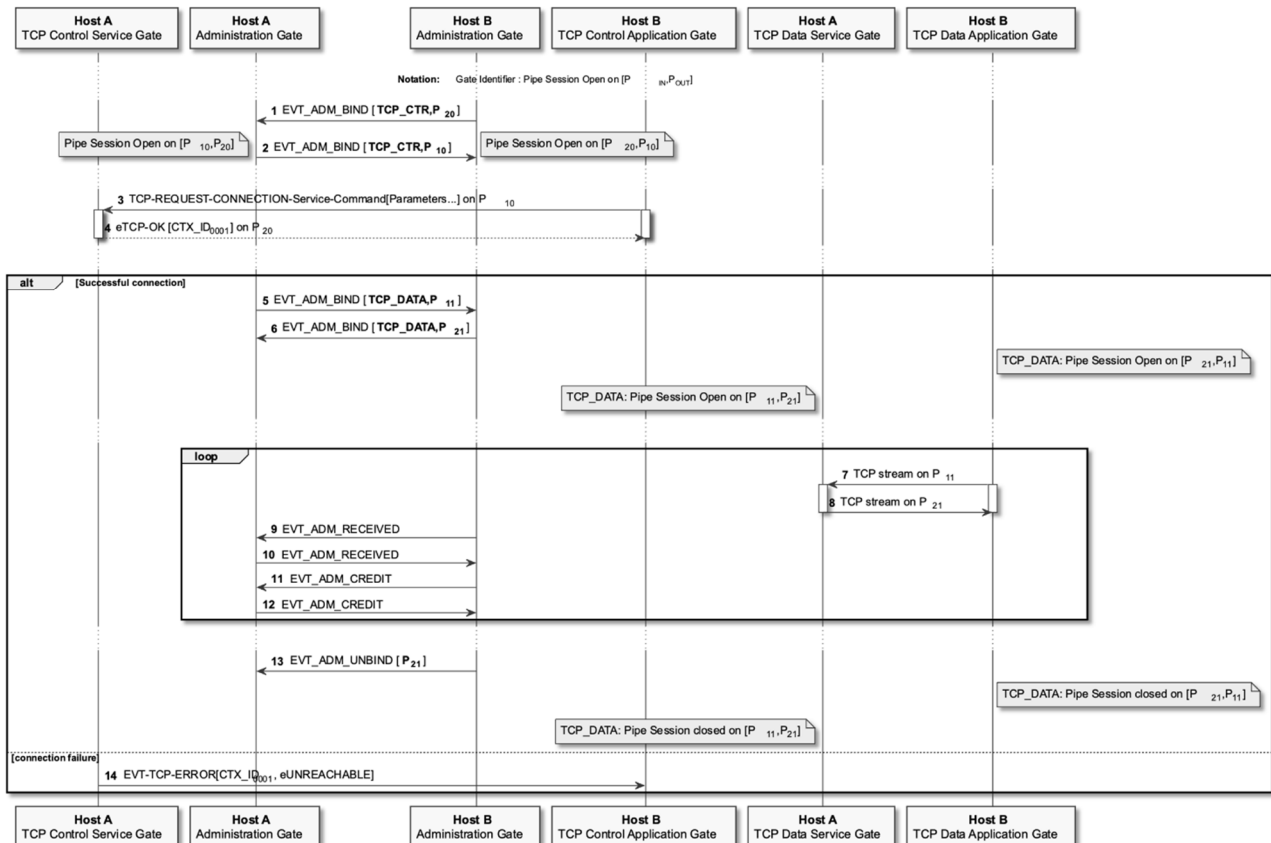 Host A
TCP Control Service Gate
Host A
Administration Gate
Host B
Administration Gate
Host B
TCP Control Application Gate
Host A
TCP Data Service Gate
Host B
TCP Data Application Gate
Notation: Gate Identifier : Pipe Session Open on [P IN,POUT]
1 EVT_ADM_BIND [ TCP_CTR,P 20]
Pipe Session Open on [P 10,P20]
2 EVT_ADM_BIND [ TCP_CTR,P 10]
Pipe Session Open on [P 20,P10]
3 TCP-REQUEST-CONNECTION-Service-Command[Parameters...] on P 10
4 eTCP-OK [CTX_ID0001] on P 20
alt [Successful connection]
5 EVT_ADM_BIND [ TCP_DATA,P 11]
6 EVT_ADM_BIND [ TCP_DATA,P 21]
TCP_DATA: Pipe Session Open on [P 21,P11]
TCP_DATA: Pipe Session Open on [P 11,P21]
loop
7 TCP stream on P 11
8 TCP stream on P 21
9 EVT_ADM_RECEIVED
10 EVT_ADM_RECEIVED
11 EVT_ADM_CREDIT
12 EVT_ADM_CREDIT
13 EVT_ADM_UNBIND [ P 21]
TCP_DATA: Pipe Session closed on [P 21,P11]
TCP_DATA: Pipe Session closed on [P 11,P21]
[connection failure]
14 EVT-TCP-ERROR[CTX_ID0001, eUNREACHABLE]
Host A
TCP Control Service Gate
Host A
Administration Gate
Host B
Administration Gate
Host B
TCP Control Application Gate
Host A
TCP Data Service Gate
Host B
TCP Data Application Gate